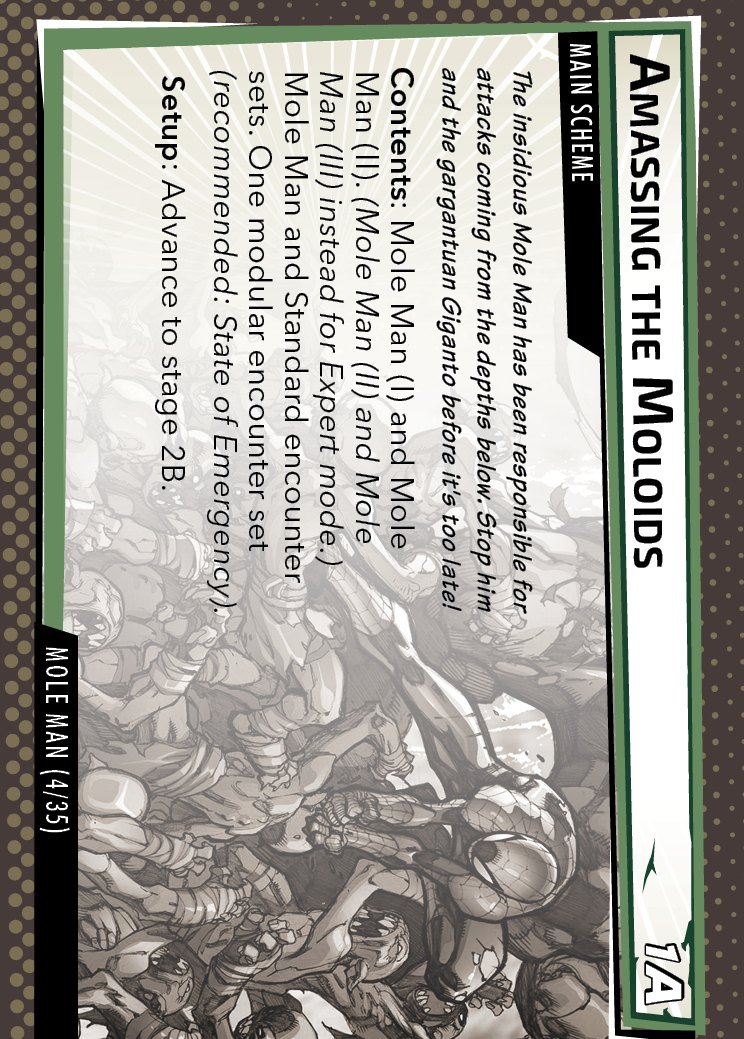 AMASSING THE MOLOIDS
1A
MAIN SCHEME
The insidious Mole Man has been responsible for
attacks coming from the depths below. Stop him
and the gargantuan Giganto before it's too late!
Contents: Mole Man (I) and Mole
Man (II). (Mole Man (II) and Mole
Man (III) instead for Expert mode.)
Mole Man and Standard encounter
sets. One modular encounter set
(recommended: State of Emergency).
Setup: Advance to stage 2B.
MOLE MAN (4/35)